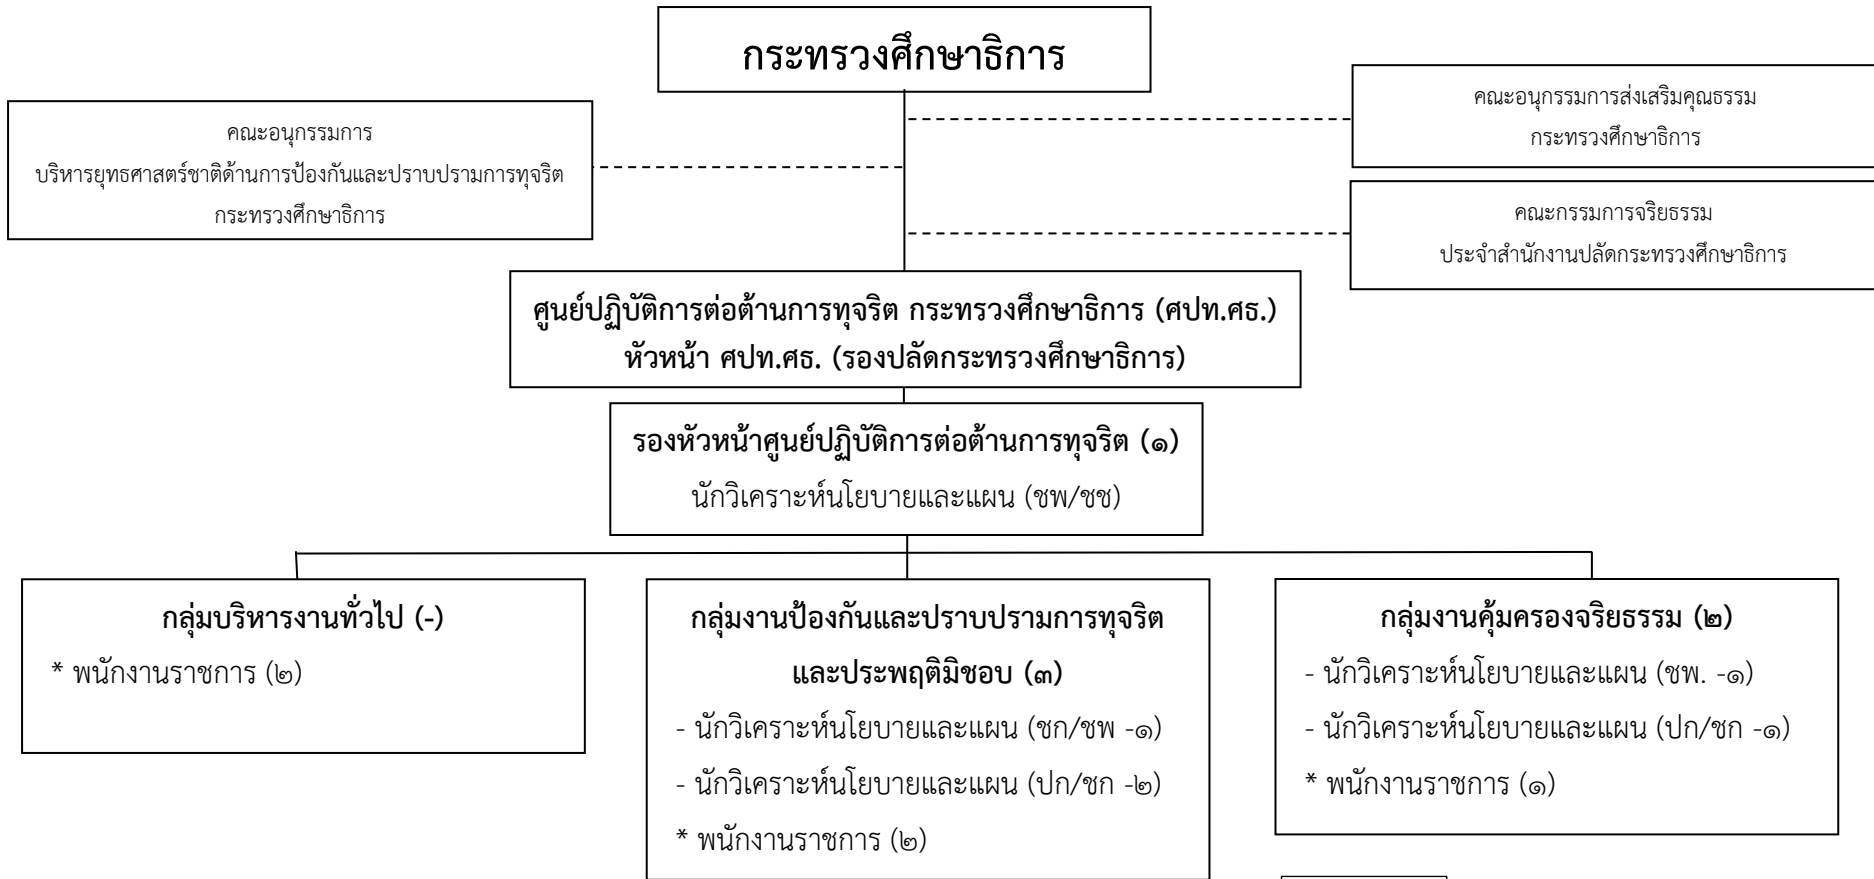 กระทรวงศึกษาธิการ
คณะอนุกรรมการส่งเสริมคุณธรรม
กระทรวงศึกษาธิการ
คณะอนุกรรมการ
บริหารยุทธศาสตร์ชาติด้านการป้องกันและปราบปรามการทุจริต
กระทรวงศึกษาธิการ
คณะกรรมการจริยธรรม
ประจำสำนักงานปลัดกระทรวงศึกษาธิการ
ศูนย์ปฏิบัติการต่อต้านการทุจริต กระทรวงศึกษาธิการ (ศปท.ศธ.)
หัวหน้า ศปท.ศธ. (รองปลัดกระทรวงศึกษาธิการ)
รองหัวหน้าศูนย์ปฏิบัติการต่อต้านการทุจริต (๑)
นักวิเคราะห์นโยบายและแผน (ชพ/ชช)
กลุ่มบริหารงานทั่วไป (-)
* พนักงานราชการ (๒)
กลุ่มงานป้องกันและปราบปรามการทุจริต
และประพฤติมิชอบ (๓)
- นักวิเคราะห์นโยบายและแผน (ชก/ชพ -๑)
- นักวิเคราะห์นโยบายและแผน (ปก/ชก -๒)
* พนักงานราชการ (๒)
กลุ่มงานคุ้มครองจริยธรรม (๒)
- นักวิเคราะห์นโยบายและแผน (ชพ. -๑)
- นักวิเคราะห์นโยบายและแผน (ปก/ชก -๑)
* พนักงานราชการ (๑)